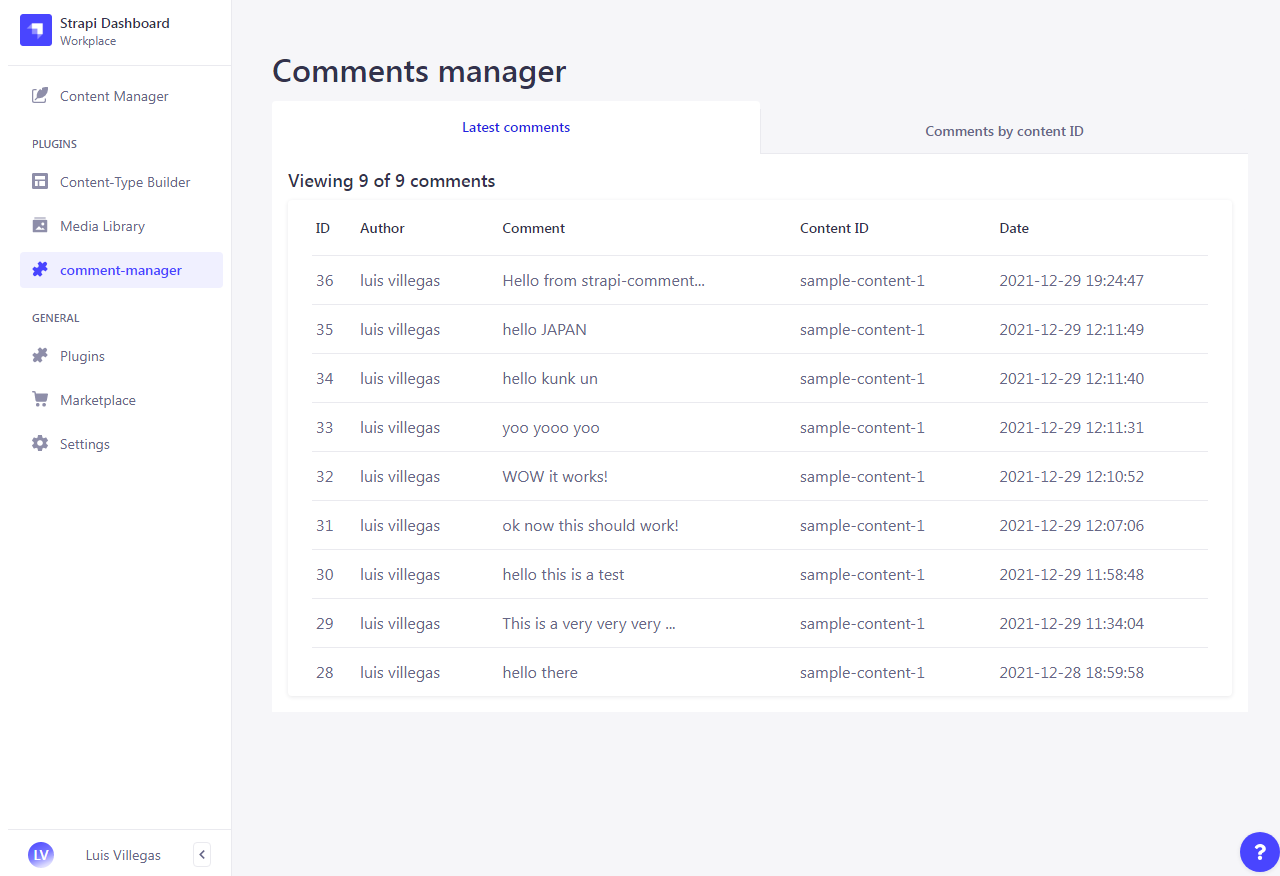 Strapi Dashboard
Workplace
Content Manager
PLUGINS
Content-Type Builder
Media Library
comment-manager
GENERAL
Plugins
Marketplace
Settings
LV Luis Villegas
Comments manager
Latest comments
Comments by content ID
Viewing 9 of 9 comments
ID Author Comment Content ID Date
36 luis villegas Hello from strapi-comment... sample-content-1 2021-12-29 19:24:47
35 luis villegas hello JAPAN sample-content-1 2021-12-29 12:11:49
34 luis villegas hello kunk un sample-content-1 2021-12-29 12:11:40
33 luis villegas yoo yooo yoo sample-content-1 2021-12-29 12:11:31
32 luis villegas WOW it works! sample-content-1 2021-12-29 12:10:52
31 luis villegas ok now this should work! sample-content-1 2021-12-29 12:07:06
30 luis villegas hello this is a test sample-content-1 2021-12-29 11:58:48
29 luis villegas This is a very very very ... sample-content-1 2021-12-29 11:34:04
28 luis villegas hello there sample-content-1 2021-12-28 18:59:58
?